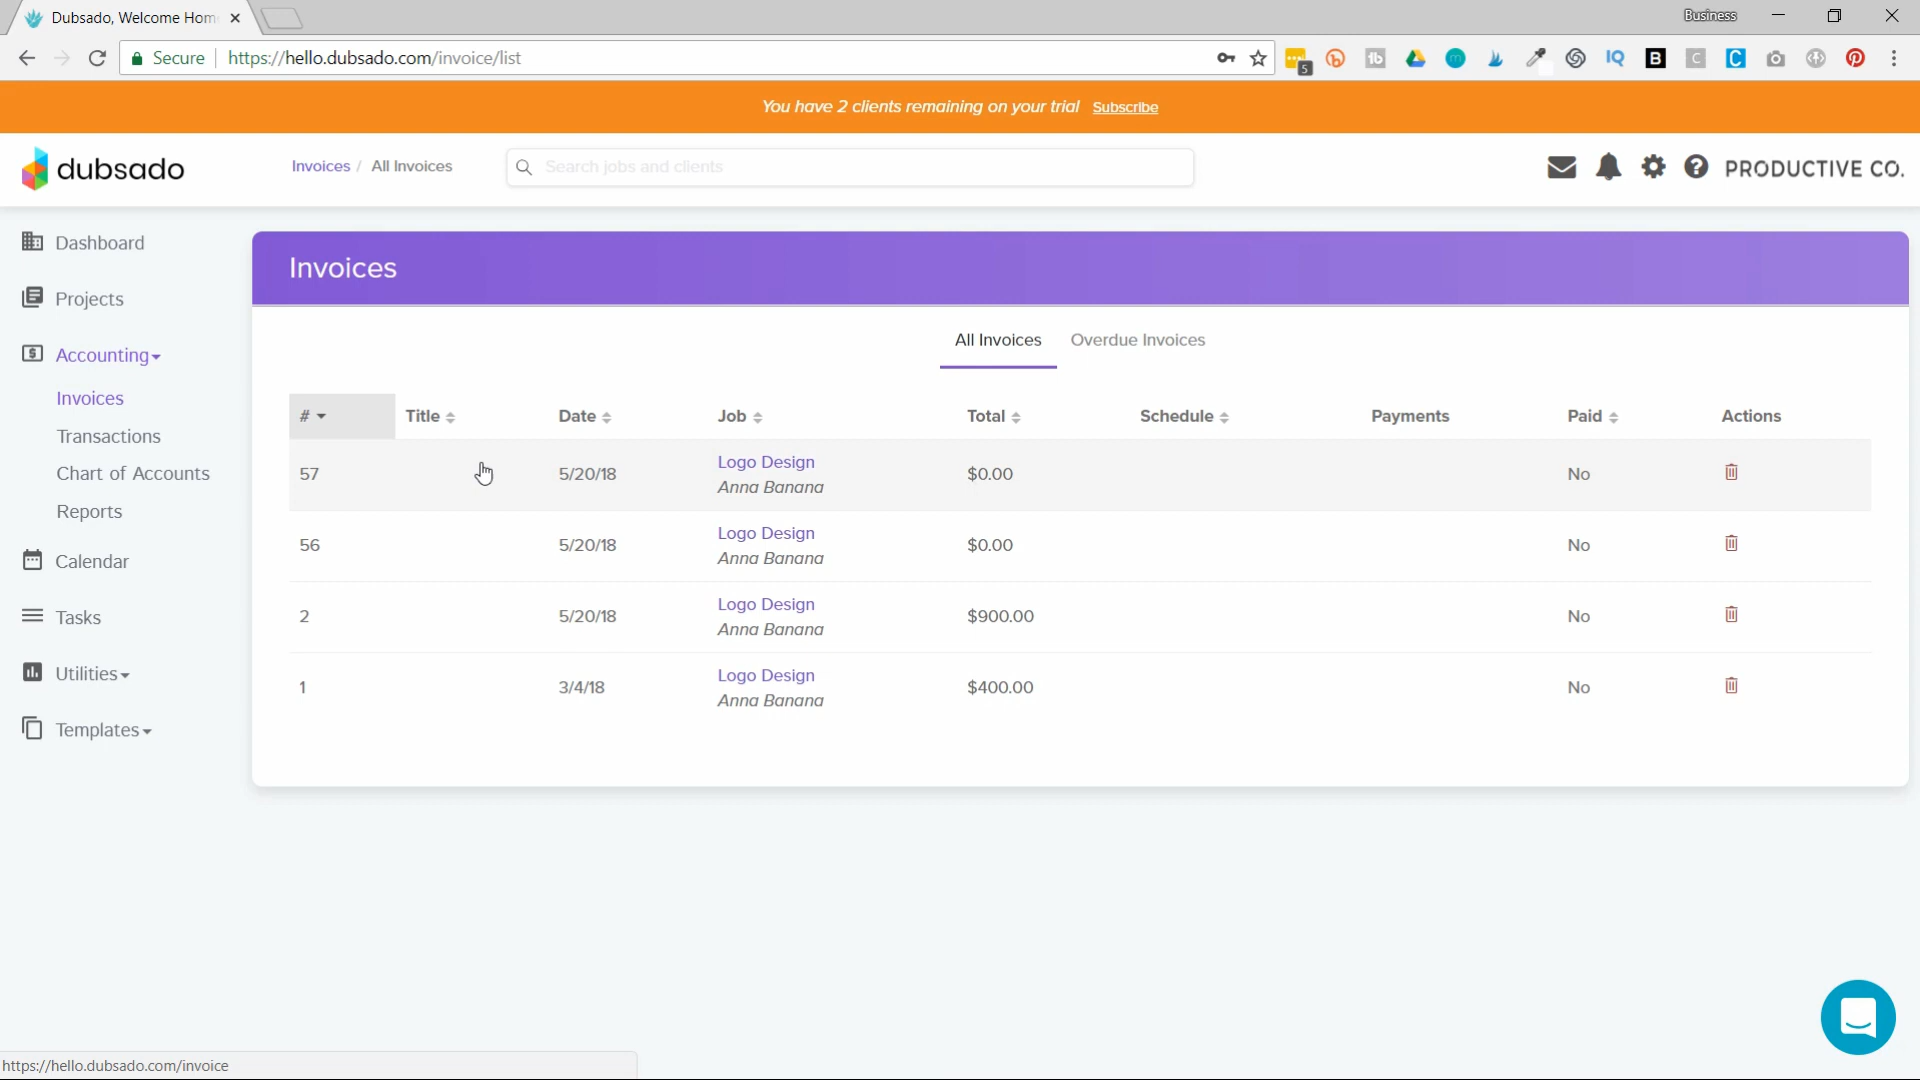 Dubsado, Welcome Hom
Business
Secure
https://hello.dubsado.com/invoice/list
5
You have 2 clients remaining on your trial Subscribe
dubsado
Invoices / All Invoices
Search jobs and clients
PRODUCTIVE CO.
Dashboard
Projects
Accounting
Invoices
Transactions
Chart of Accounts
Reports
Calendar
Tasks
Utilities
Templates
Invoices
All Invoices Overdue Invoices
# Title Date Job Total Schedule Payments Paid Actions
57 5/20/18 Logo Design $0.00 No
Anna Banana
56 5/20/18 Logo Design $0.00 No
Anna Banana
2 5/20/18 Logo Design $900.00 No
Anna Banana
1 3/4/18 Logo Design $400.00 No
Anna Banana
https://hello.dubsado.com/invoice